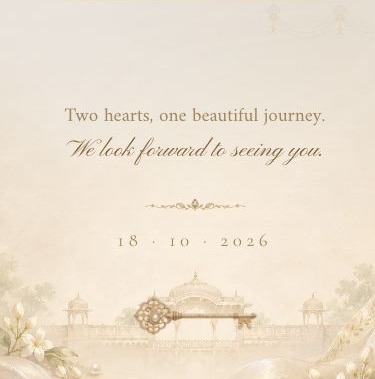 Two hearts, one beautiful journey.
We look forward to seeing you.
18 · 10 · 2026